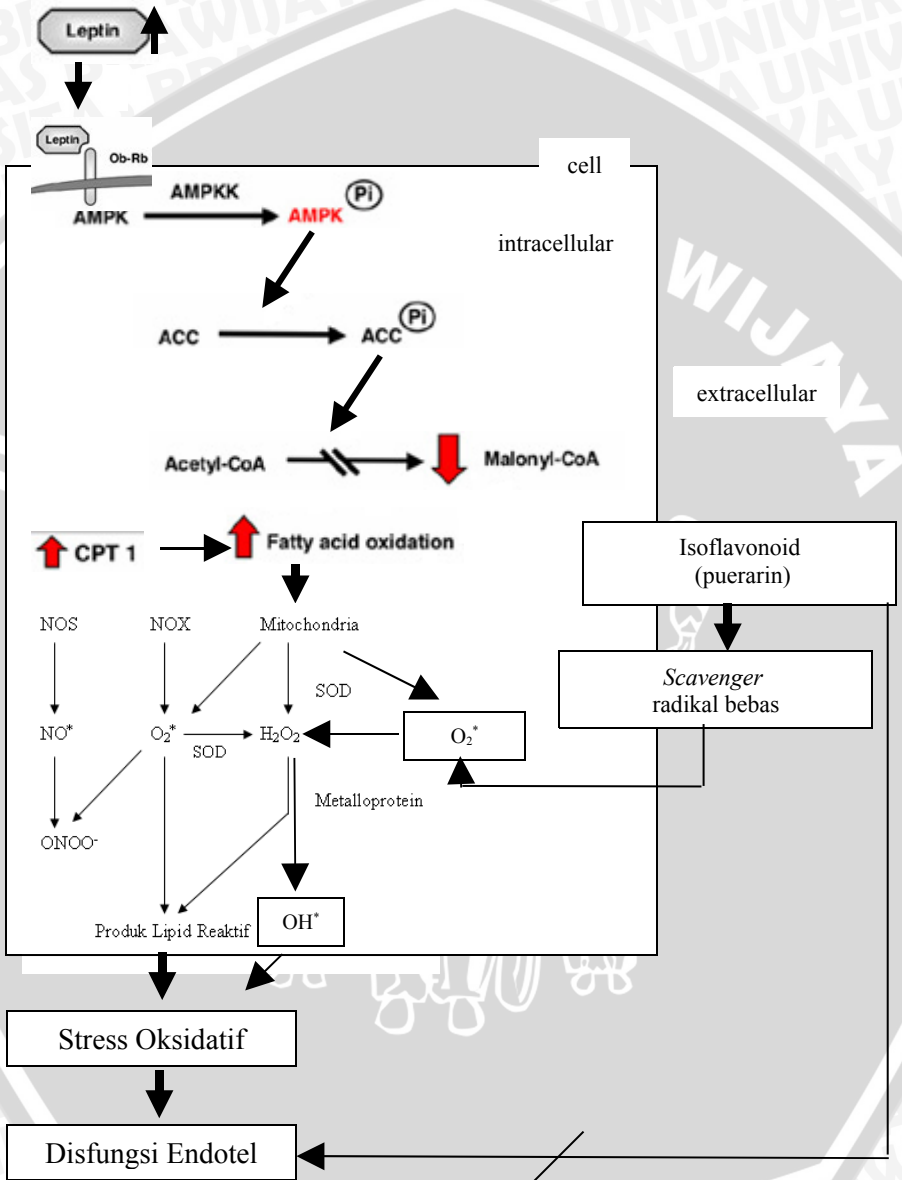 Leptin
Leptin
Ob-Rb
cell
AMPK
AMPKK
AMPK
Pi
intracellular
ACC
ACC
Pi
extracellular
Acetyl-CoA
Malonyl-CoA
CPT 1
Fatty acid oxidation
Isoflavonoid
(puerarin)
NOS
NOX
Mitochondria
Scavenger
radikal bebas
SOD
NO*
O₂*
SOD
H₂O₂
O₂*
Metalloprotein
ONOO⁻
Produk Lipid Reaktif
OH*
Stress Oksidatif
Disfungsi Endotel
WIJAYA